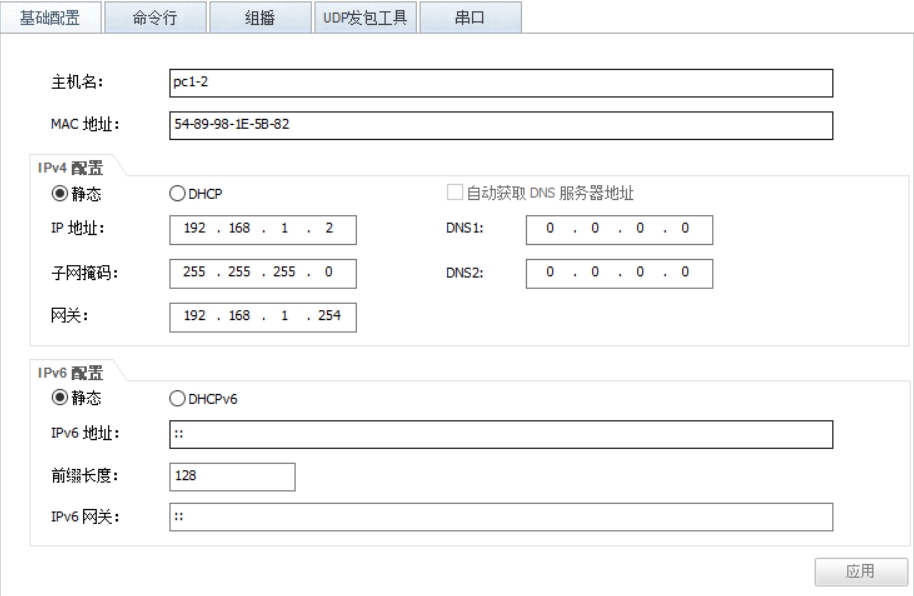 基础配置 命令行 组播 UDP发包工具 串口
主机名： pc1-2
MAC 地址： 54-89-98-1E-5B-82
IPv4 配置
静态 DHCP 自动获取 DNS 服务器地址
IP 地址： 192 . 168 . 1 . 2 DNS1: 0 . 0 . 0 . 0
子网掩码： 255 . 255 . 255 . 0 DNS2: 0 . 0 . 0 . 0
网关： 192 . 168 . 1 . 254
IPv6 配置
静态 DHCPv6
IPv6 地址： ::
前缀长度： 128
IPv6 网关： ::
应用